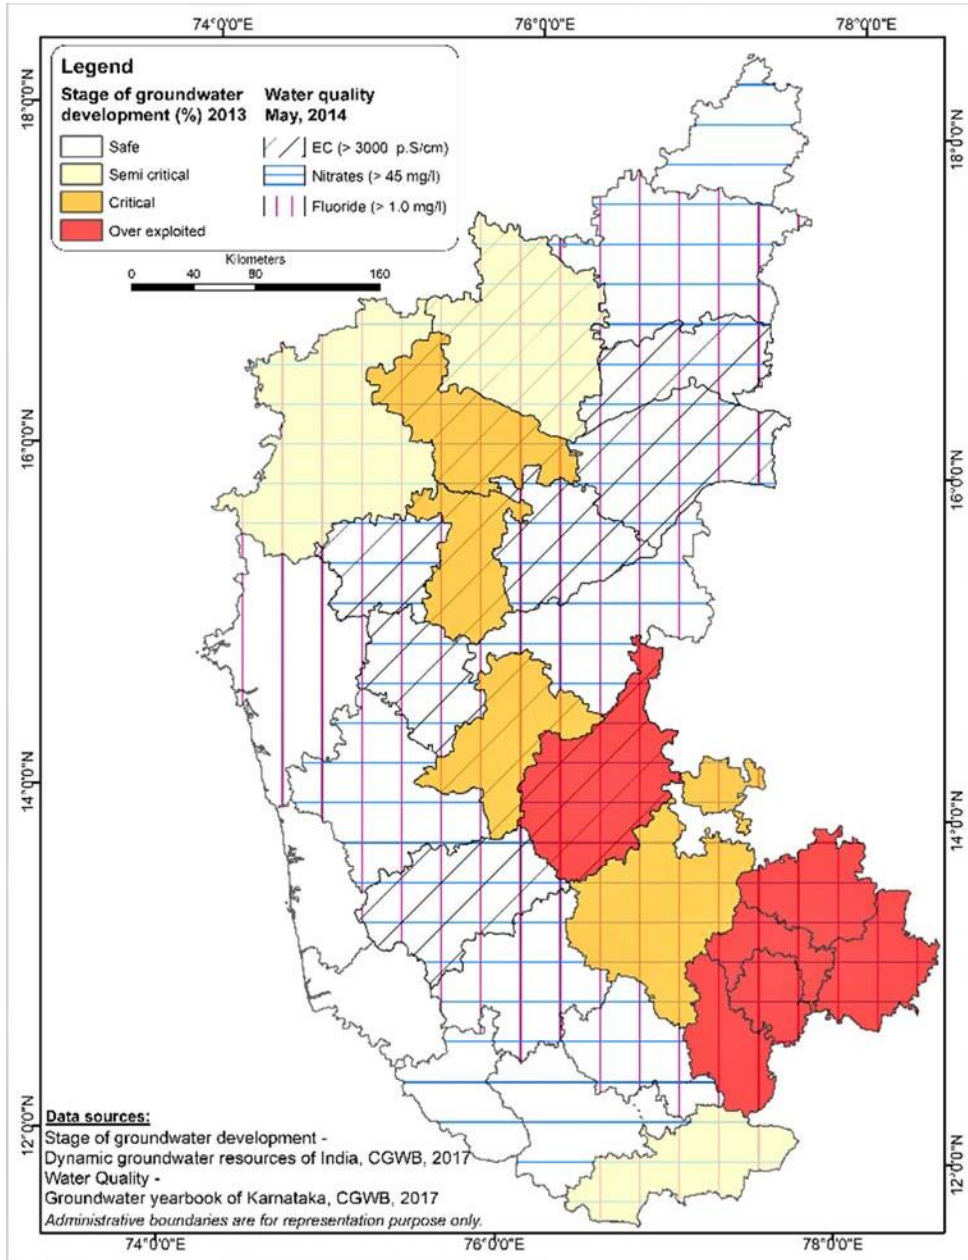 74°0'0"E
76°0'0"E
78°0'0"E
18°0'0"N
16°0'0"N
14°0'0"N
12°0'0"N
Legend
Stage of groundwater
development (%) 2013
Safe
Semi critical
Critical
Over exploited
Water quality
May, 2014
EC (> 3000 p.S/cm)
Nitrates (> 45 mg/l)
Fluoride (> 1.0 mg/l)
Kilometers
0 40 80 160
18°0'0"N
16°0'0"N
14°0'0"N
12°0'0"N
Data sources:
Stage of groundwater development -
Dynamic groundwater resources of India, CGWB, 2017
Water Quality -
Groundwater yearbook of Karnataka, CGWB, 2017
Administrative boundaries are for representation purpose only.
74°0'0"E
76°0'0"E
78°0'0"E